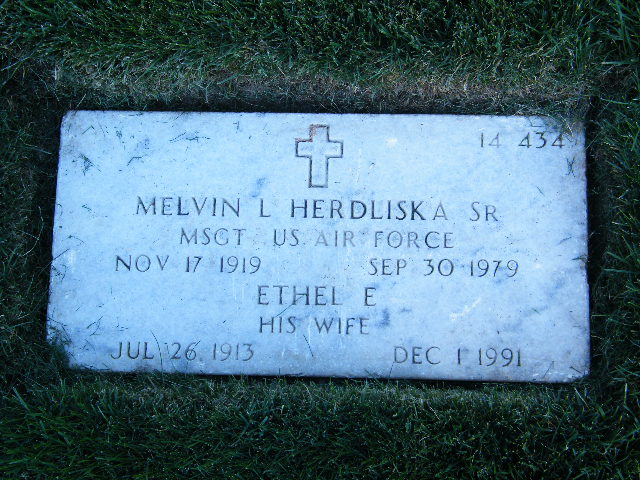 14 434
MELVIN L HERDLISKA SR
MSGT US AIR FORCE
NOV 17 1919 SEP 30 1979
ETHEL E
HIS WIFE
JUL 26 1913 DEC 1 1991